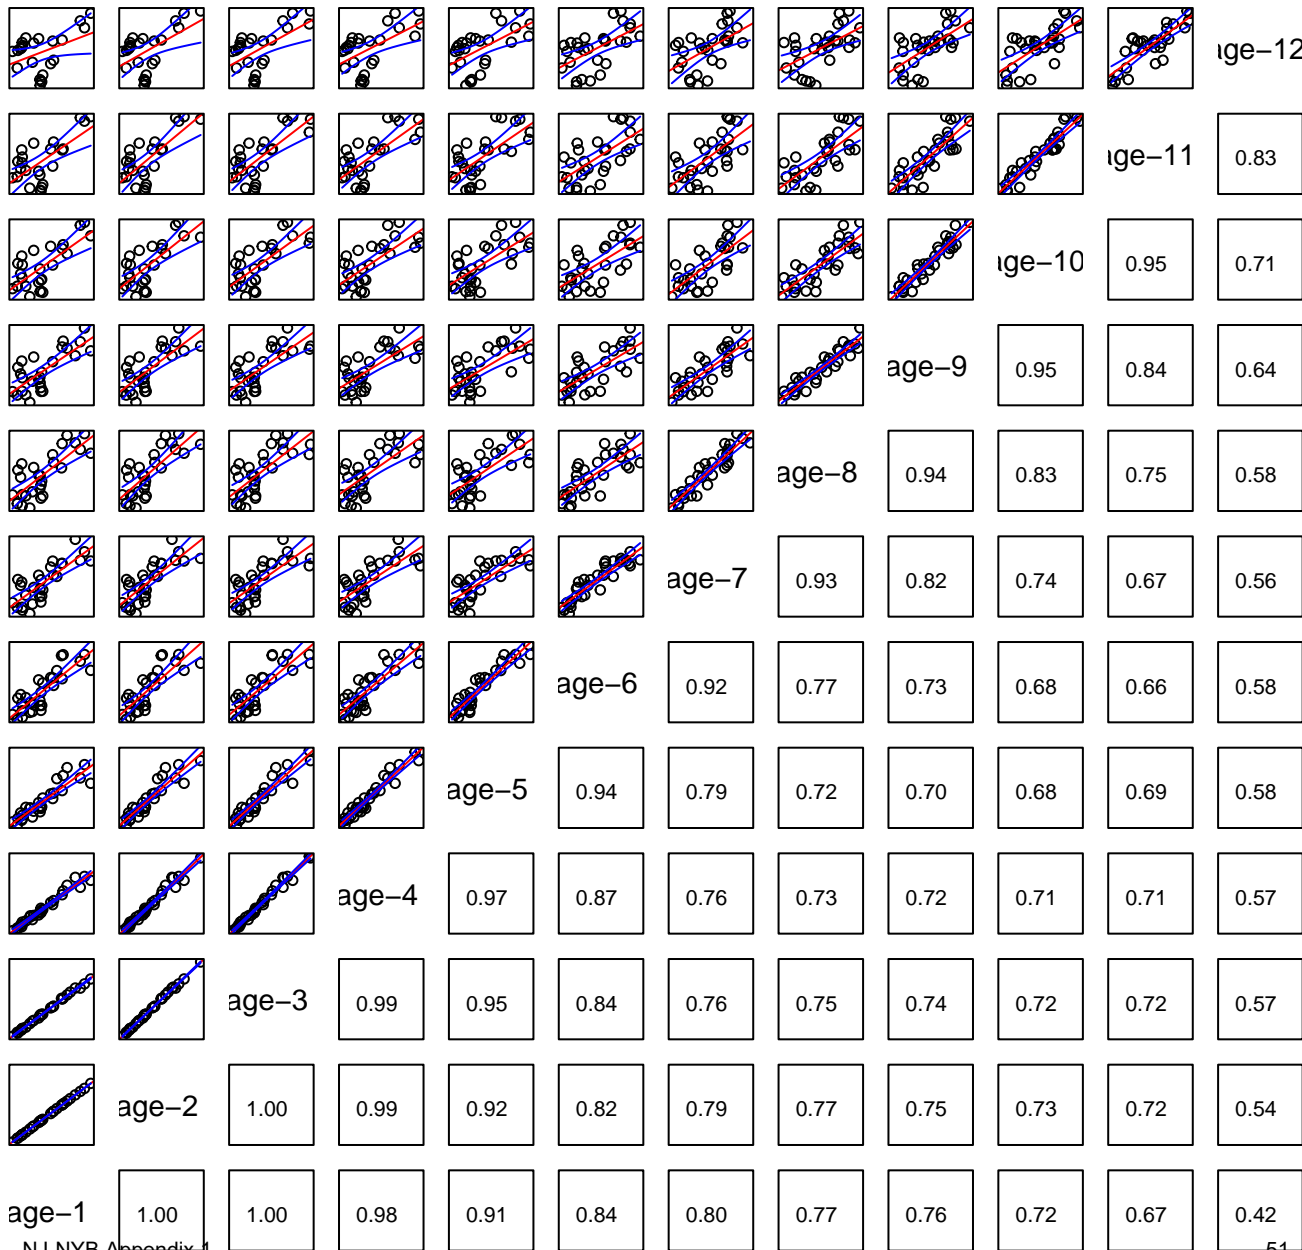 age−12
age−11 0.83
age−10 0.95 0.71
age−9 0.95 0.84 0.64
age−8 0.94 0.83 0.75 0.58
age−7 0.93 0.82 0.74 0.67 0.56
age−6 0.92 0.77 0.73 0.68 0.66 0.58
age−5 0.94 0.79 0.72 0.70 0.68 0.69 0.58
age−4 0.97 0.87 0.76 0.73 0.72 0.71 0.71 0.57
age−3 0.99 0.95 0.84 0.76 0.75 0.74 0.72 0.72 0.57
age−2 1.00 0.99 0.92 0.82 0.79 0.77 0.75 0.73 0.72 0.54
age−1 1.00 1.00 0.98 0.91 0.84 0.80 0.77 0.76 0.72 0.67 0.42
NJ-NYB Appendix 1 51